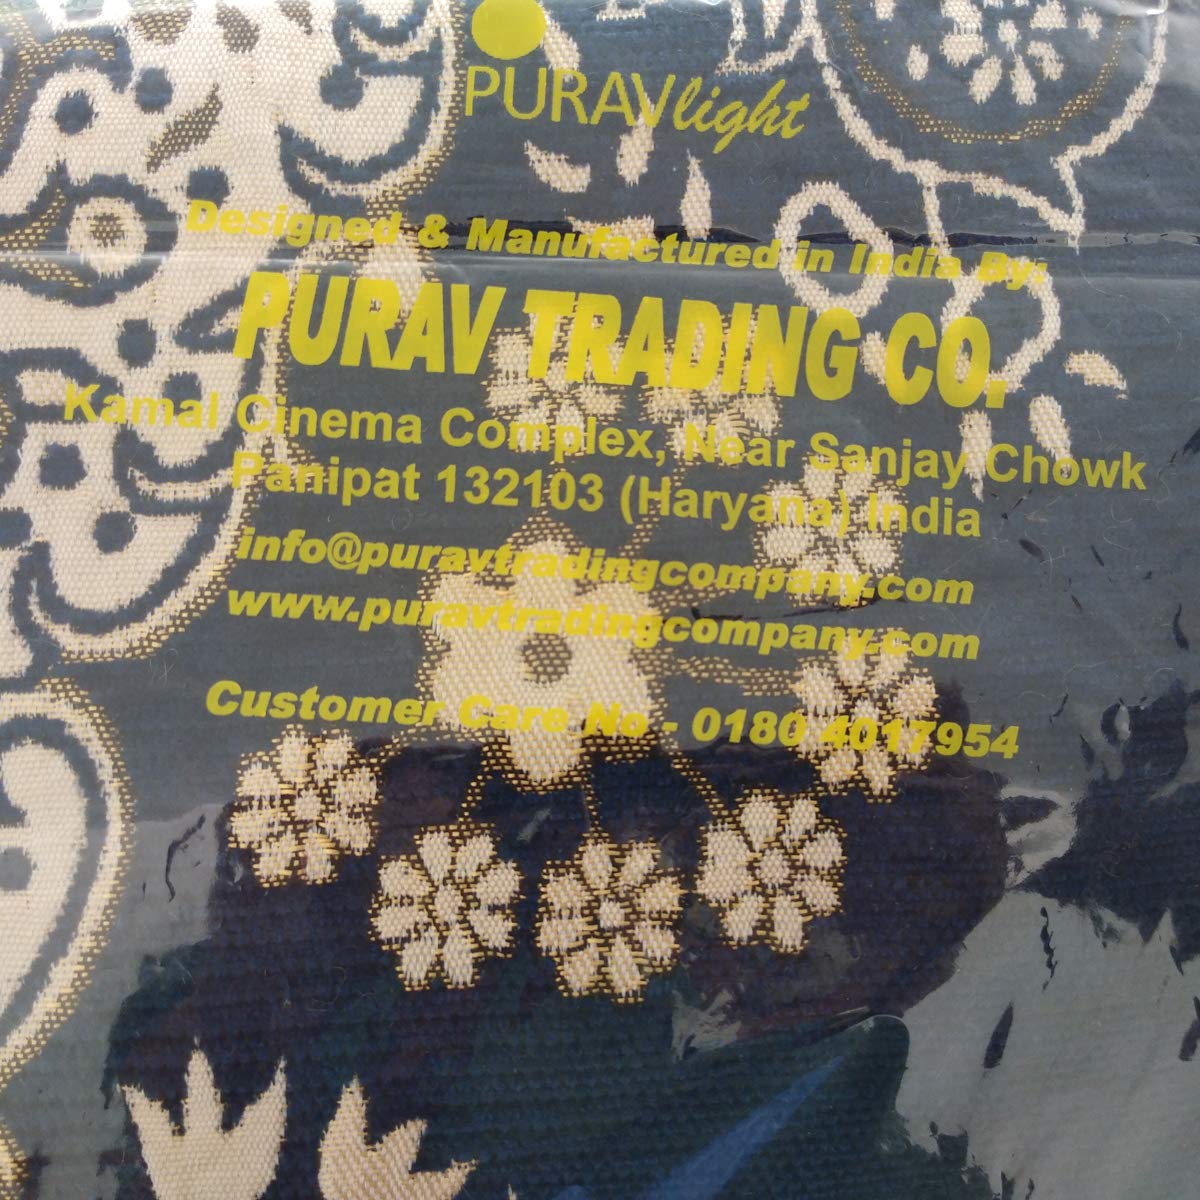 PURAVlight
Designed & Manufactured in India By:
PURAV TRADING CO.
Kamal Cinema Complex, Near Sanjay Chowk
Panipat 132103 (Haryana) India
info@puravtradingcompany.com
www.puravtradingcompany.com
Customer Care No - 0180 4017954